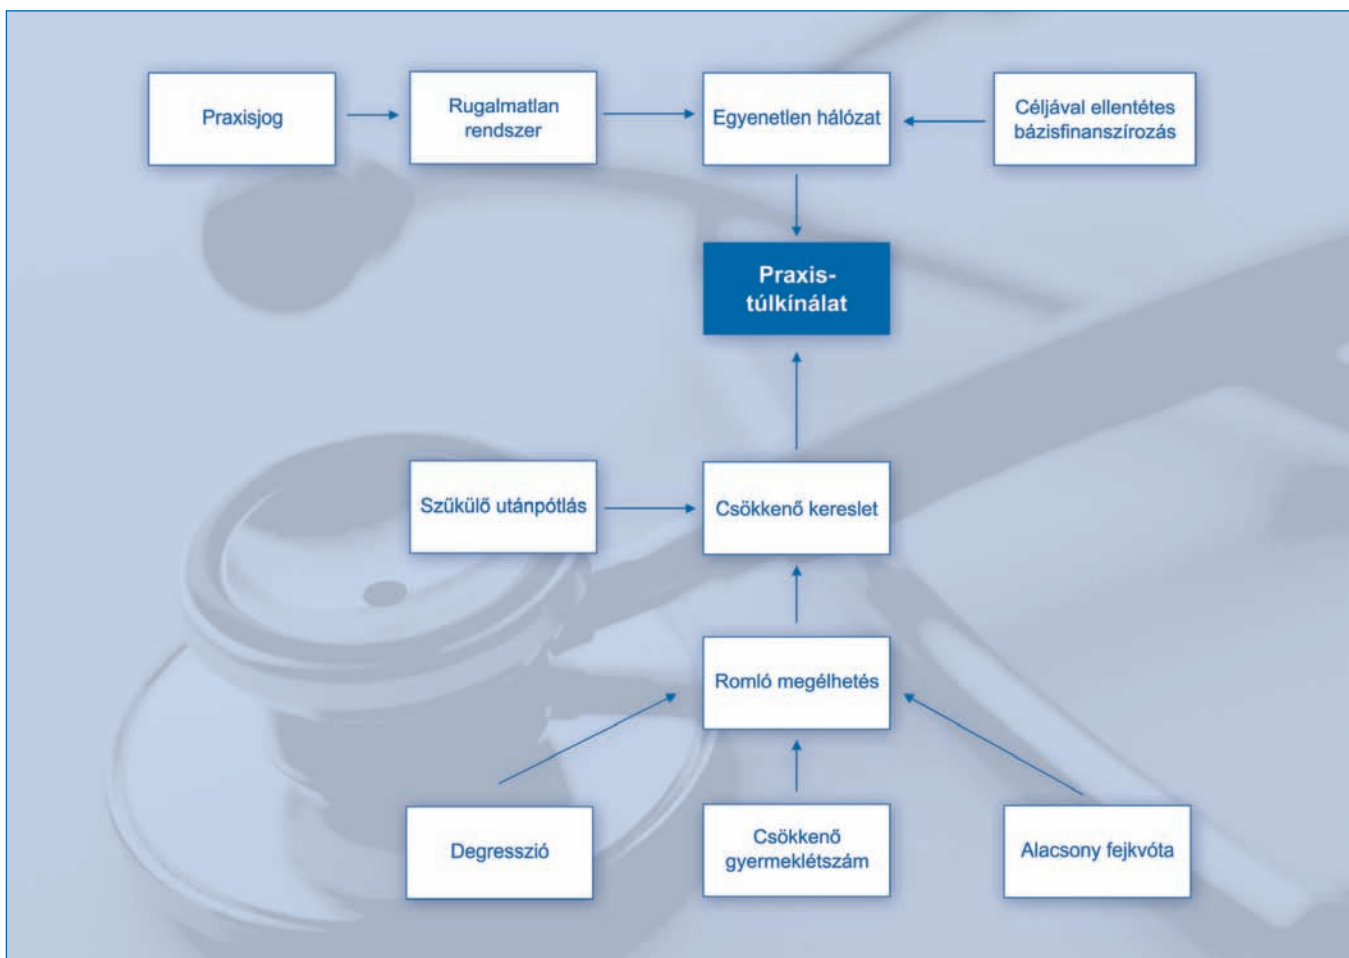 Praxisjog
Rugalmatlan
rendszer
Egyenetlen hálózat
Céljával ellentétes
bázisfinanszírozás
Praxis-
túlkínálat
Szűkülő utánpótlás
Csökkenő kereslet
Romló megélhetés
Degresszió
Csökkenő
gyermeklétszám
Alacsony fejkvóta